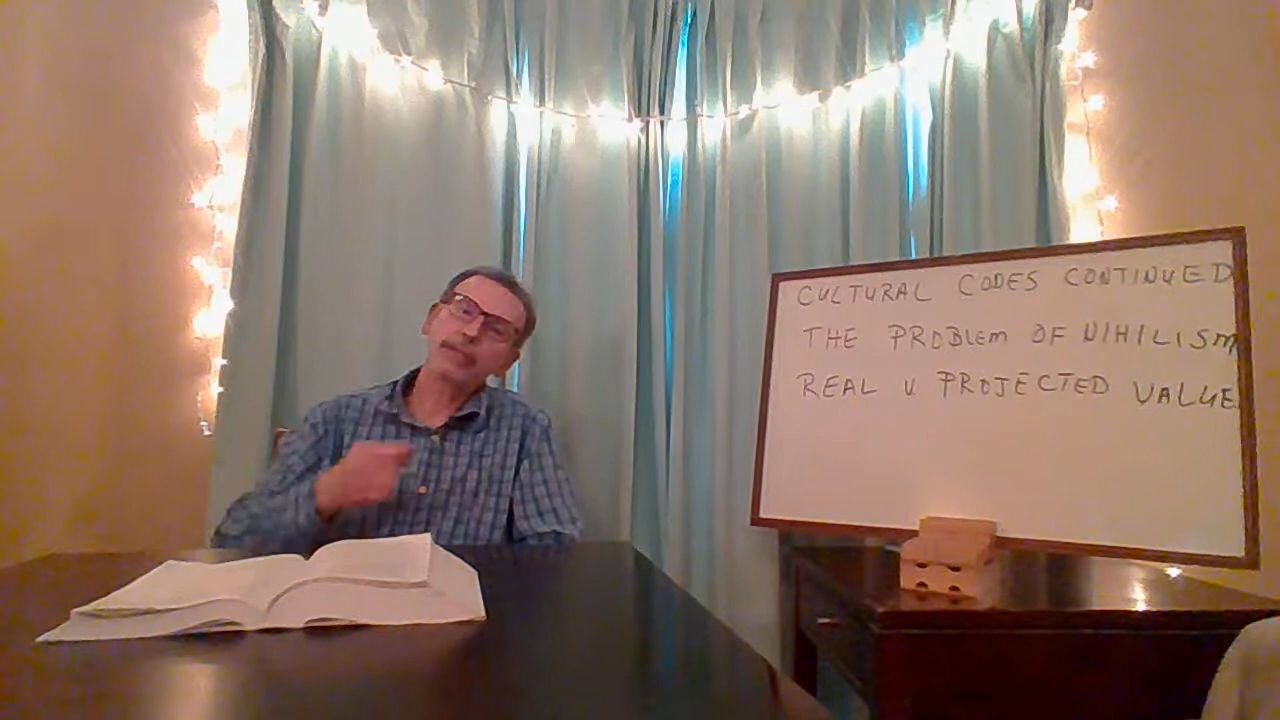 CULTURAL CODES CONTINUED
THE PROBLEM OF NIHILISM
REAL V. PROJECTED VALUE